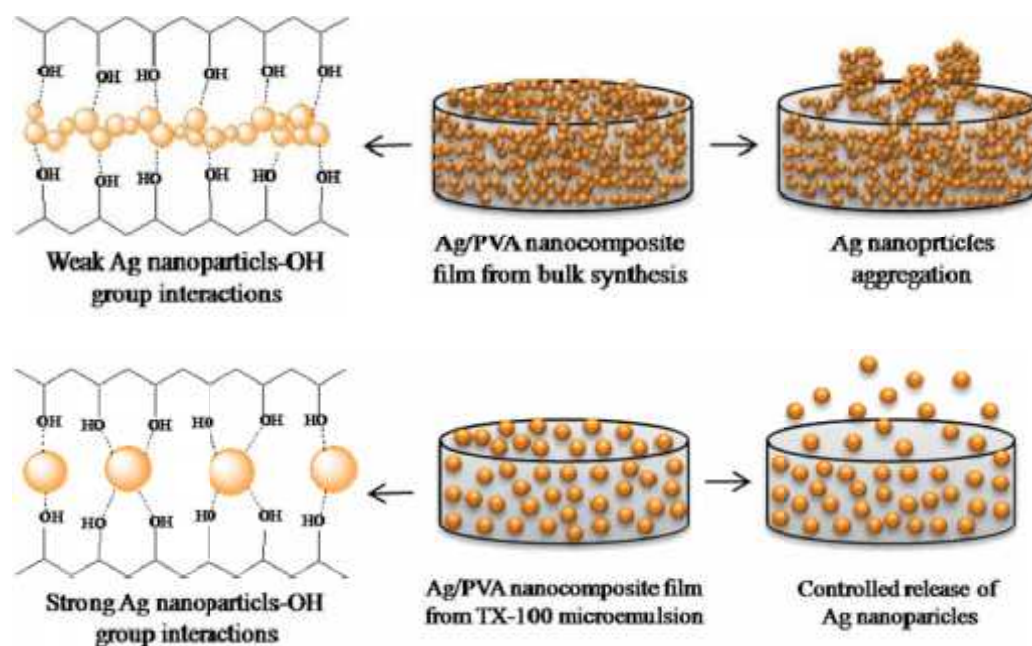 OH OH HO OH OH OH
OH OH HO OH HO OH
Weak Ag nanoparticls-OH
group interactions
Ag/PVA nanocomposite
film from bulk synthesis
Ag nanoprticles
aggregation
OH HO OH HO OH HO
OH HO OH HO OH HO
Strong Ag nanoparticls-OH
group interactions
Ag/PVA nanocomposite film
from TX-100 microemulsion
Controlled release of
Ag nanoparicles